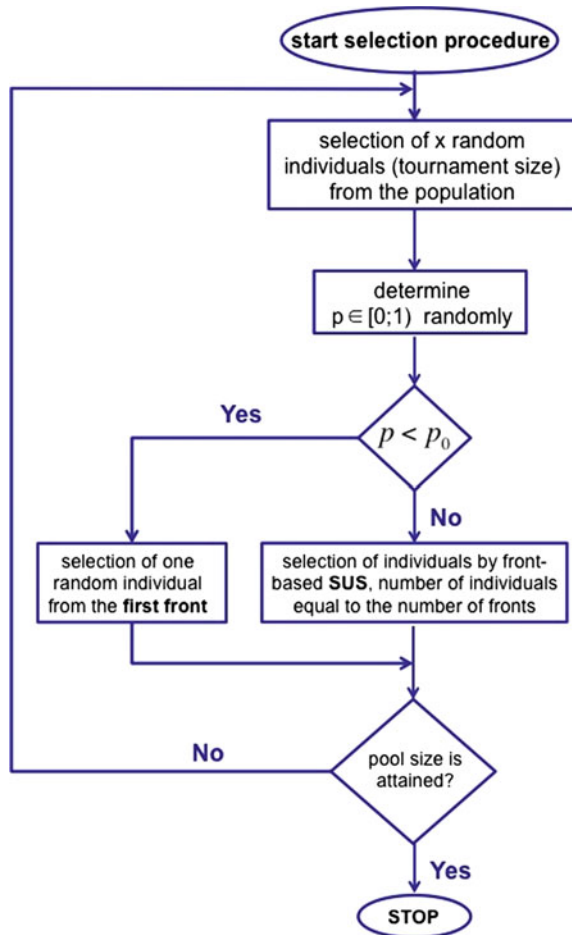 start selection procedure
selection of x random
individuals (tournament size)
from the population
determine
p ∈ [0;1) randomly
p < p₀
Yes
No
selection of one
random individual
from the first front
selection of individuals by front-
based SUS, number of individuals
equal to the number of fronts
No
pool size is
attained?
Yes
STOP